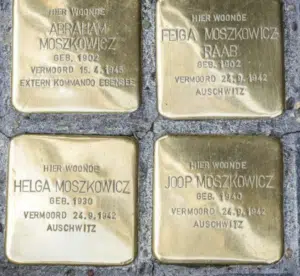 HIER WOONDE
ABRAHAM
MOSZKOWICZ
GEB. 1902
VERMOORD 15.4.1945
EXTERN KOMMANDO EBENSEE
HIER WOONDE
FEIGA MOSZKOWICZ-
RAAB
GEB. 1902
VERMOORD 24.9.1942
AUSCHWITZ
HIER WOONDE
HELGA MOSZKOWICZ
GEB. 1930
VERMOORD 24.9.1942
AUSCHWITZ
HIER WOONDE
JOOP MOSZKOWICZ
GEB. 1940
VERMOORD 24.9.1942
AUSCHWITZ